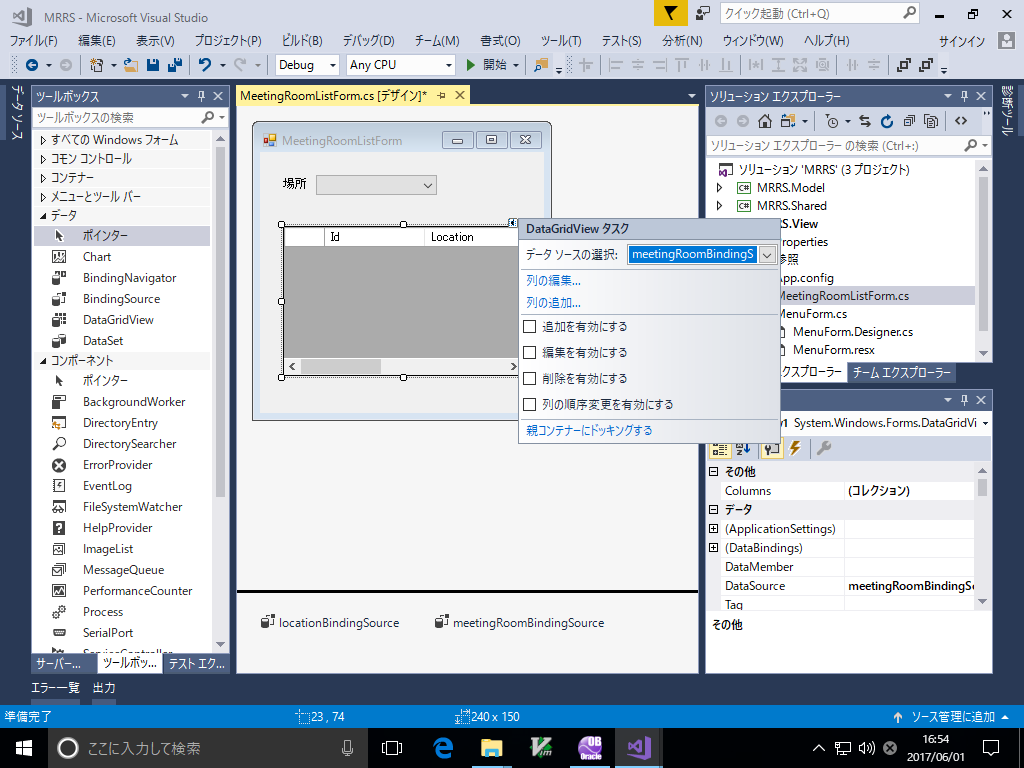 MRRS - Microsoft Visual Studio
クイック起動 (Ctrl+Q)
ファイル(F) 編集(E) 表示(V) プロジェクト(P) ビルド(B) デバッグ(D) チーム(M) 書式(O) ツール(T) テスト(S) 分析(N) ウィンドウ(W) ヘルプ(H) サインイン
Debug Any CPU 開始
データ ソース
ツールボックス
ツールボックスの検索
すべての Windows フォーム
コモン コントロール
コンテナー
メニューとツール バー
データ
ポインター
Chart
BindingNavigator
BindingSource
DataGridView
DataSet
コンポーネント
ポインター
BackgroundWorker
DirectoryEntry
DirectorySearcher
ErrorProvider
EventLog
FileSystemWatcher
HelpProvider
ImageList
MessageQueue
PerformanceCounter
Process
SerialPort
ServiceController
サーバー... ツールボッ... テスト エク...
MeetingRoomListForm.cs [デザイン]*
MeetingRoomListForm
場所
Id Location
DataGridView タスク
データ ソースの選択: meetingRoomBindingS
列の編集...
列の追加...
追加を有効にする
編集を有効にする
削除を有効にする
列の順序変更を有効にする
親コンテナーにドッキングする
locationBindingSource meetingRoomBindingSource
ソリューション エクスプローラー
ソリューション エクスプローラー の検索 (Ctrl+:)
ソリューション 'MRRS' (3 プロジェクト)
MRRS.Model
MRRS.Shared
S.View
operties
参照
pp.config
MeetingRoomListForm.cs
MenuForm.cs
MenuForm.Designer.cs
MenuForm.resx
クスプローラー チーム エクスプローラー
System.Windows.Forms.DataGridVi
その他
Columns (コレクション)
データ
(ApplicationSettings)
(DataBindings)
DataMember
DataSource meetingRoomBindingSo
Tag
その他
診断ツール
エラー一覧 出力
準備完了 23 , 74 240 x 150 ソース管理に追加
ここに入力して検索
OB
Oracle
16:54
2017/06/01